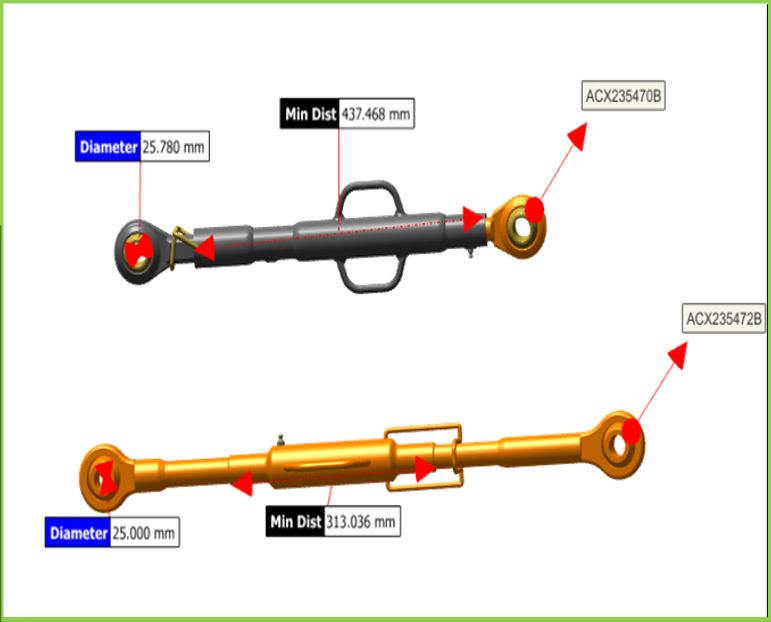 ACX235470B
Min Dist 437.468 mm
Diameter 25.780 mm
ACX235472B
Min Dist 313.036 mm
Diameter 25.000 mm